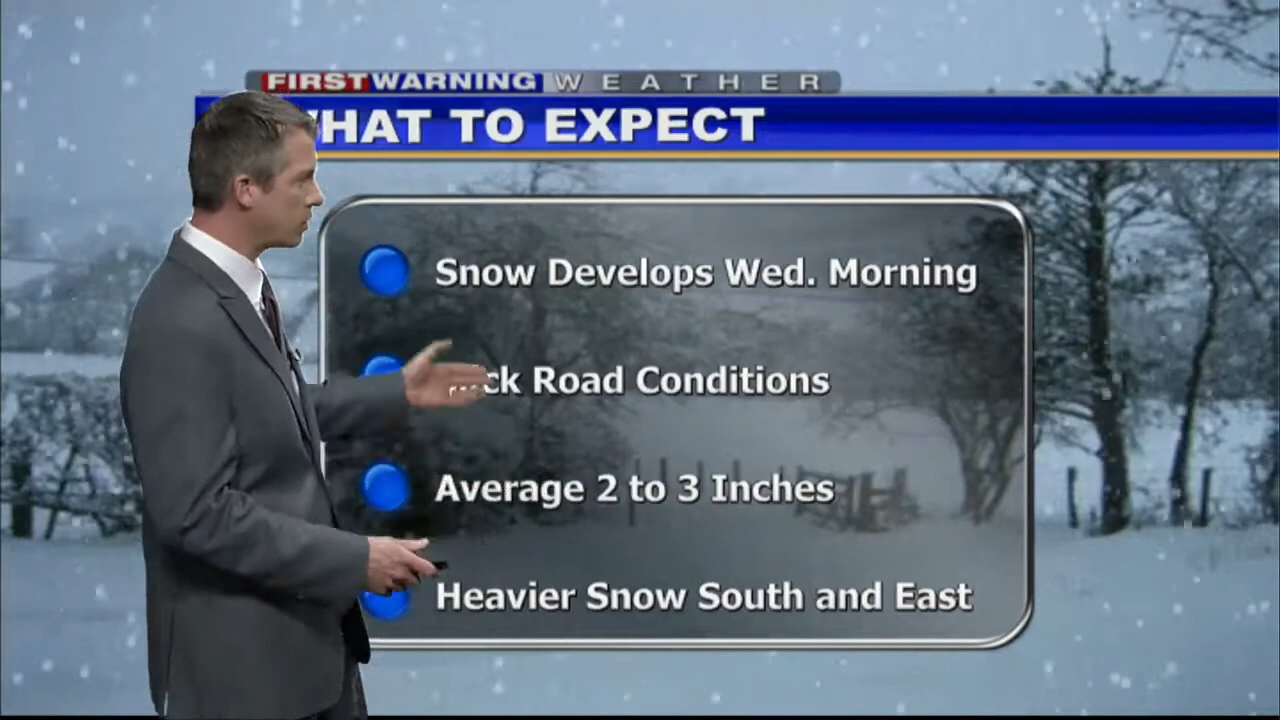 FIRSTWARNING WEATHER
WHAT TO EXPECT
Snow Develops Wed. Morning
Road Conditions
Average 2 to 3 Inches
Heavier Snow South and East